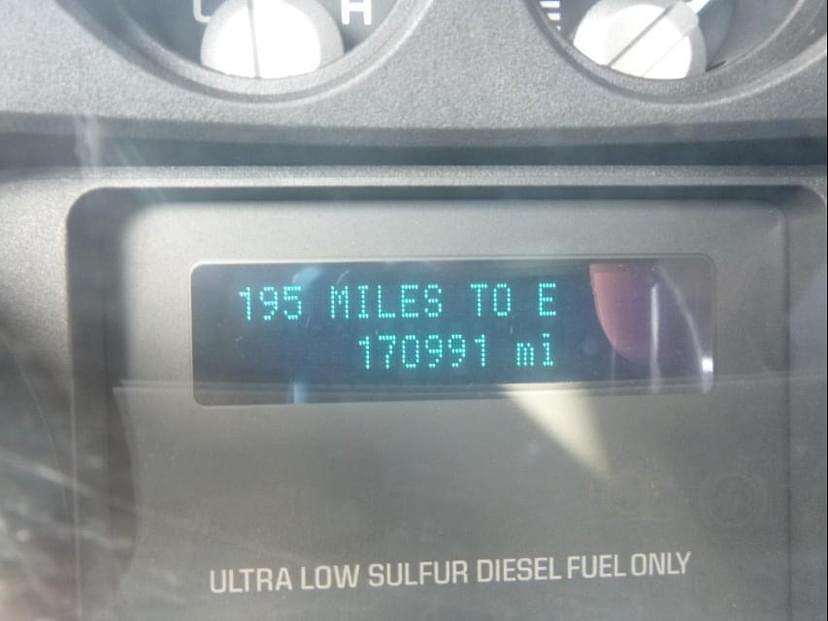 H
E
195 MILES TO E
170991 mi
ULTRA LOW SULFUR DIESEL FUEL ONLY